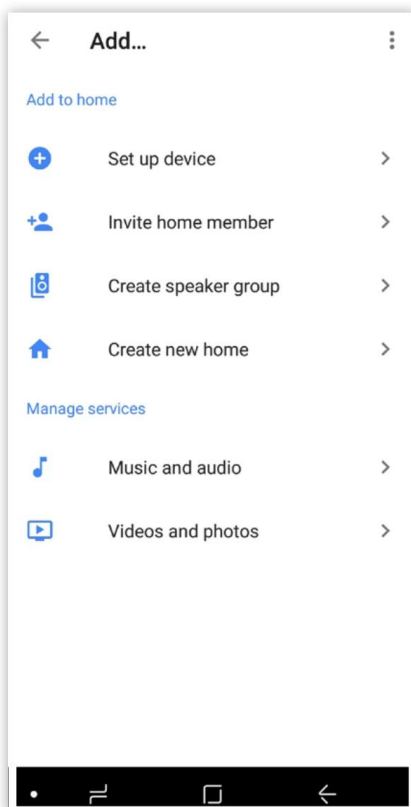 Add...
Add to home
Set up device
Invite home member
Create speaker group
Create new home
Manage services
Music and audio
Videos and photos